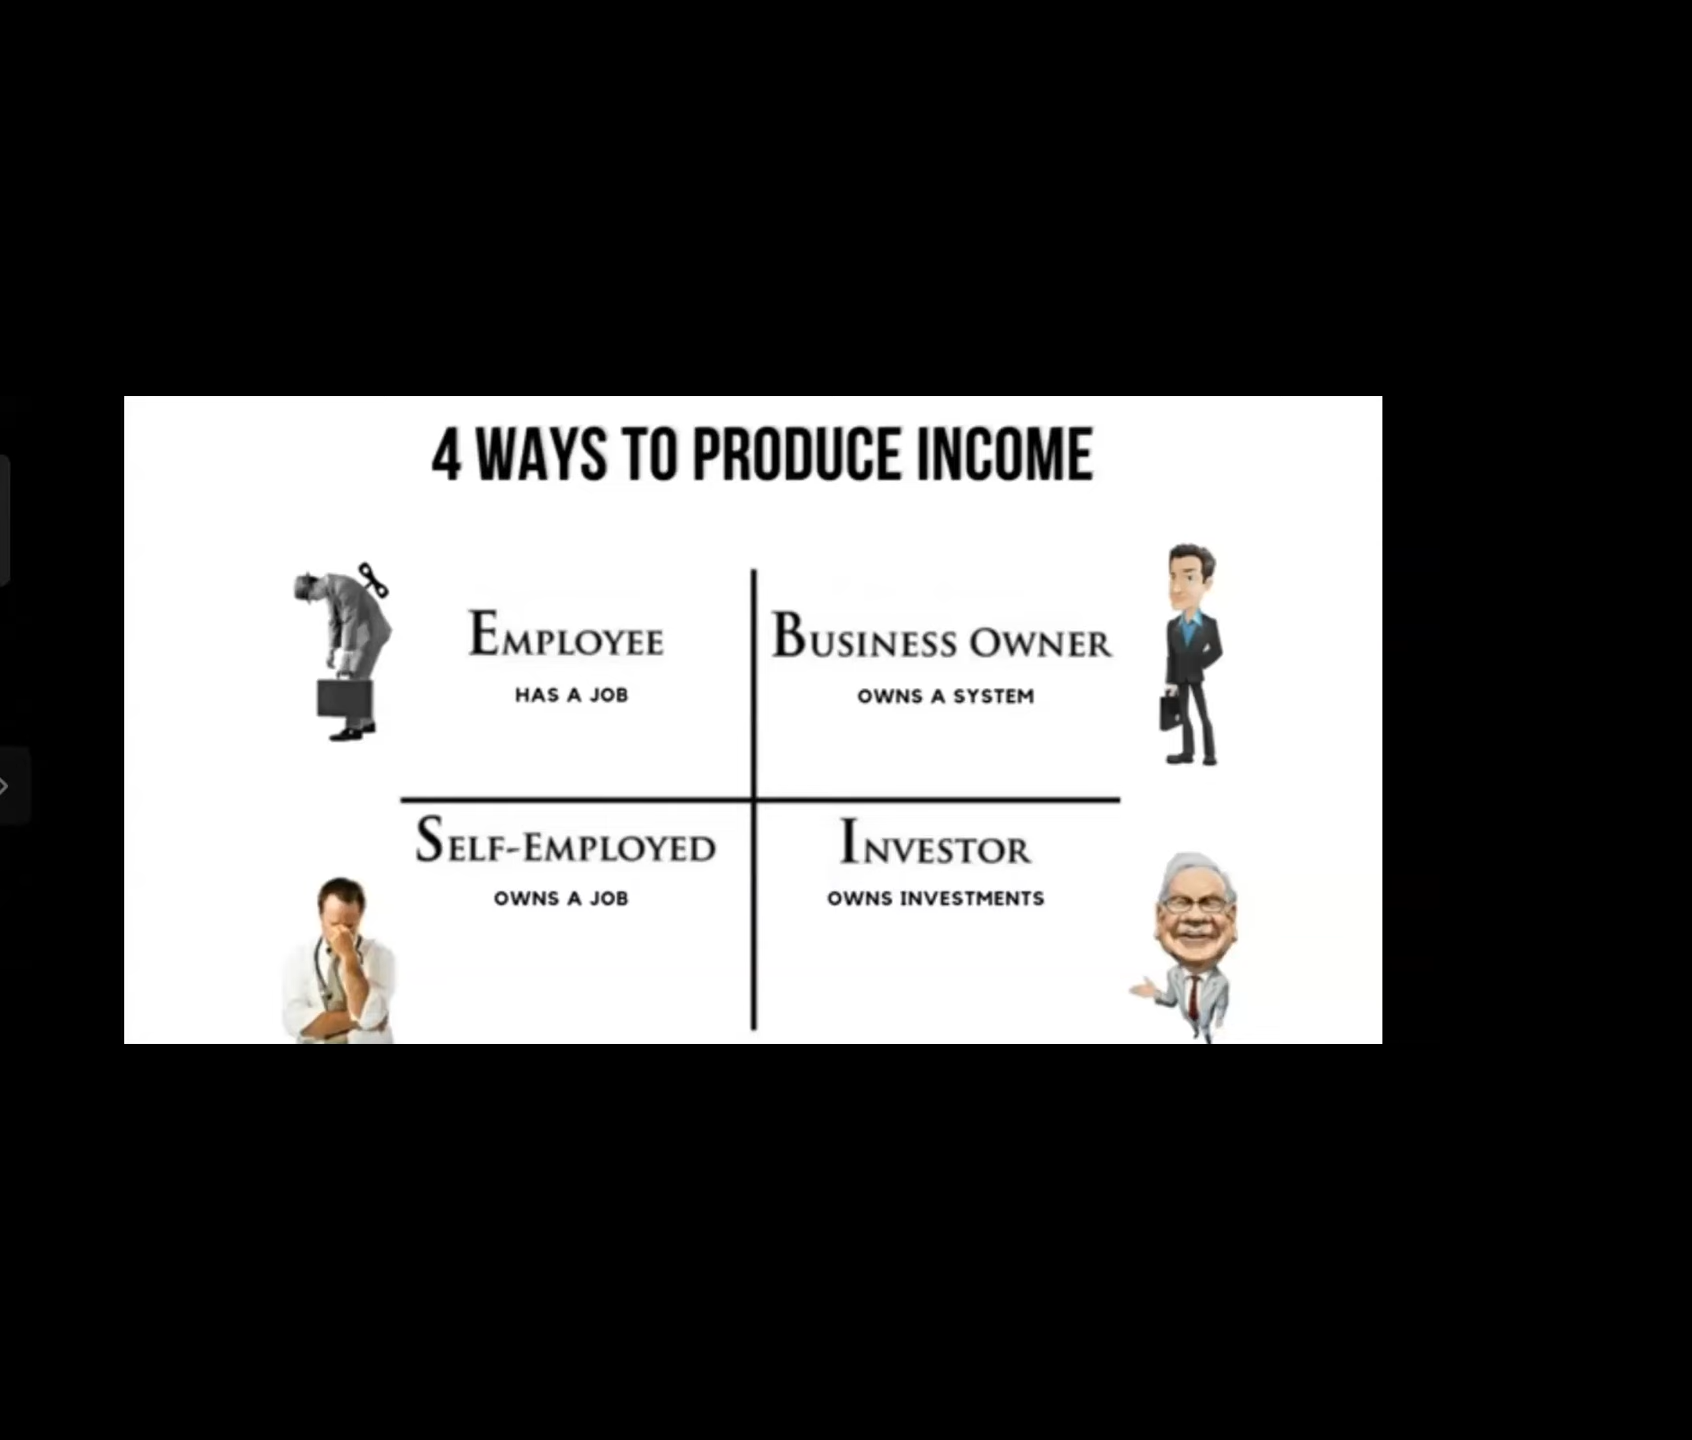 4 WAYS TO PRODUCE INCOME
EMPLOYEE
HAS A JOB
BUSINESS OWNER
OWNS A SYSTEM
SELF-EMPLOYED
OWNS A JOB
INVESTOR
OWNS INVESTMENTS